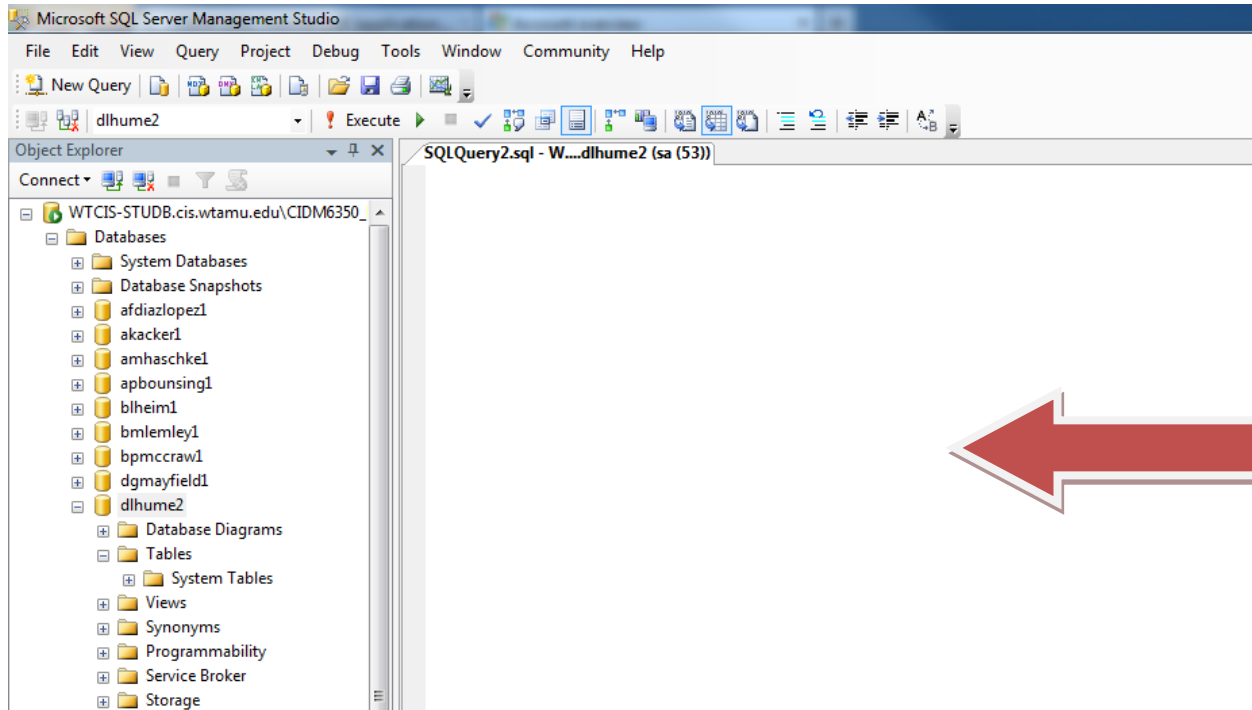 Microsoft SQL Server Management Studio
File Edit View Query Project Debug Tools Window Community Help
New Query
dlhume2 Execute
Object Explorer
SQLQuery2.sql - W....dlhume2 (sa (53))
Connect
WTCIS-STUDB.cis.wtamu.edu\CIDM6350_
Databases
System Databases
Database Snapshots
afdiazlopez1
akacker1
amhaschke1
apbounsing1
blheim1
bmlemley1
bpmccraw1
dgmayfield1
dlhume2
Database Diagrams
Tables
System Tables
Views
Synonyms
Programmability
Service Broker
Storage